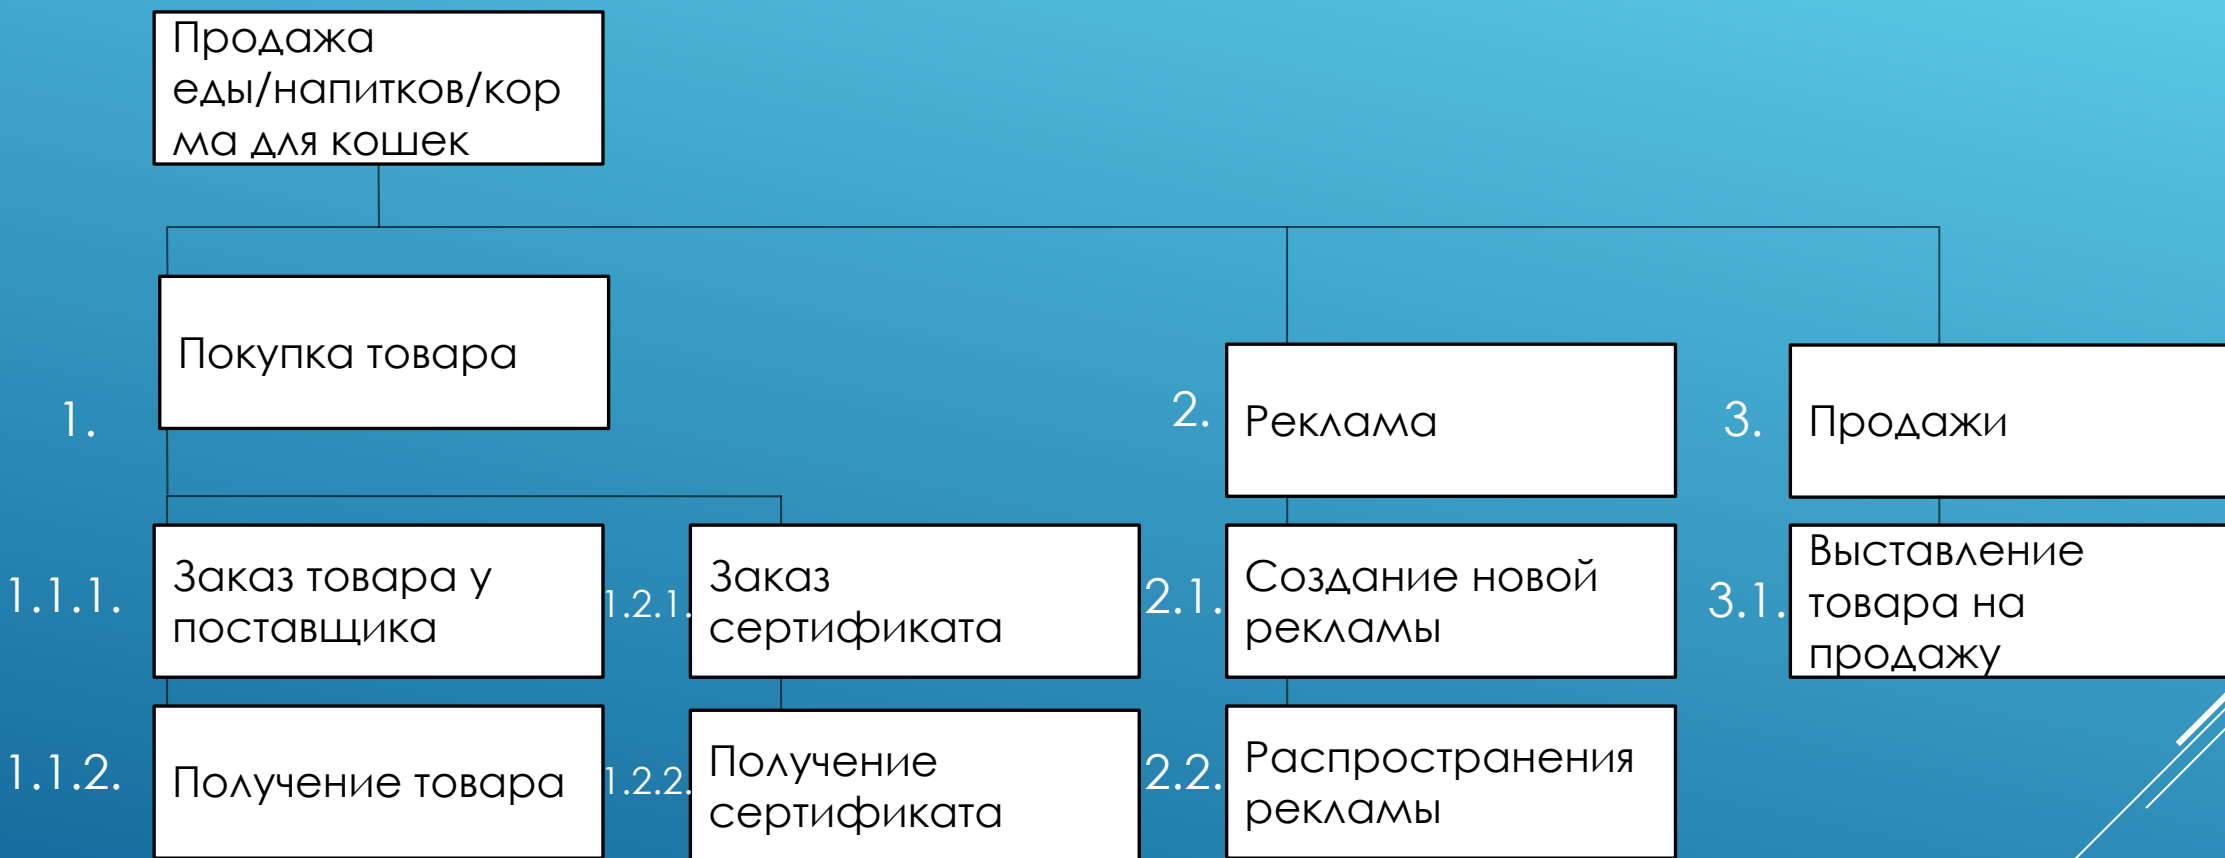 Продажа
еды/напитков/кор
ма для кошек
1.
Покупка товара
2.
Реклама
3.
Продажи
1.1.1.
Заказ товара у
поставщика
1.2.1.
Заказ
сертификата
2.1.
Создание новой
рекламы
3.1.
Выставление
товара на
продажу
1.1.2.
Получение товара
1.2.2.
Получение
сертификата
2.2.
Распространения
рекламы